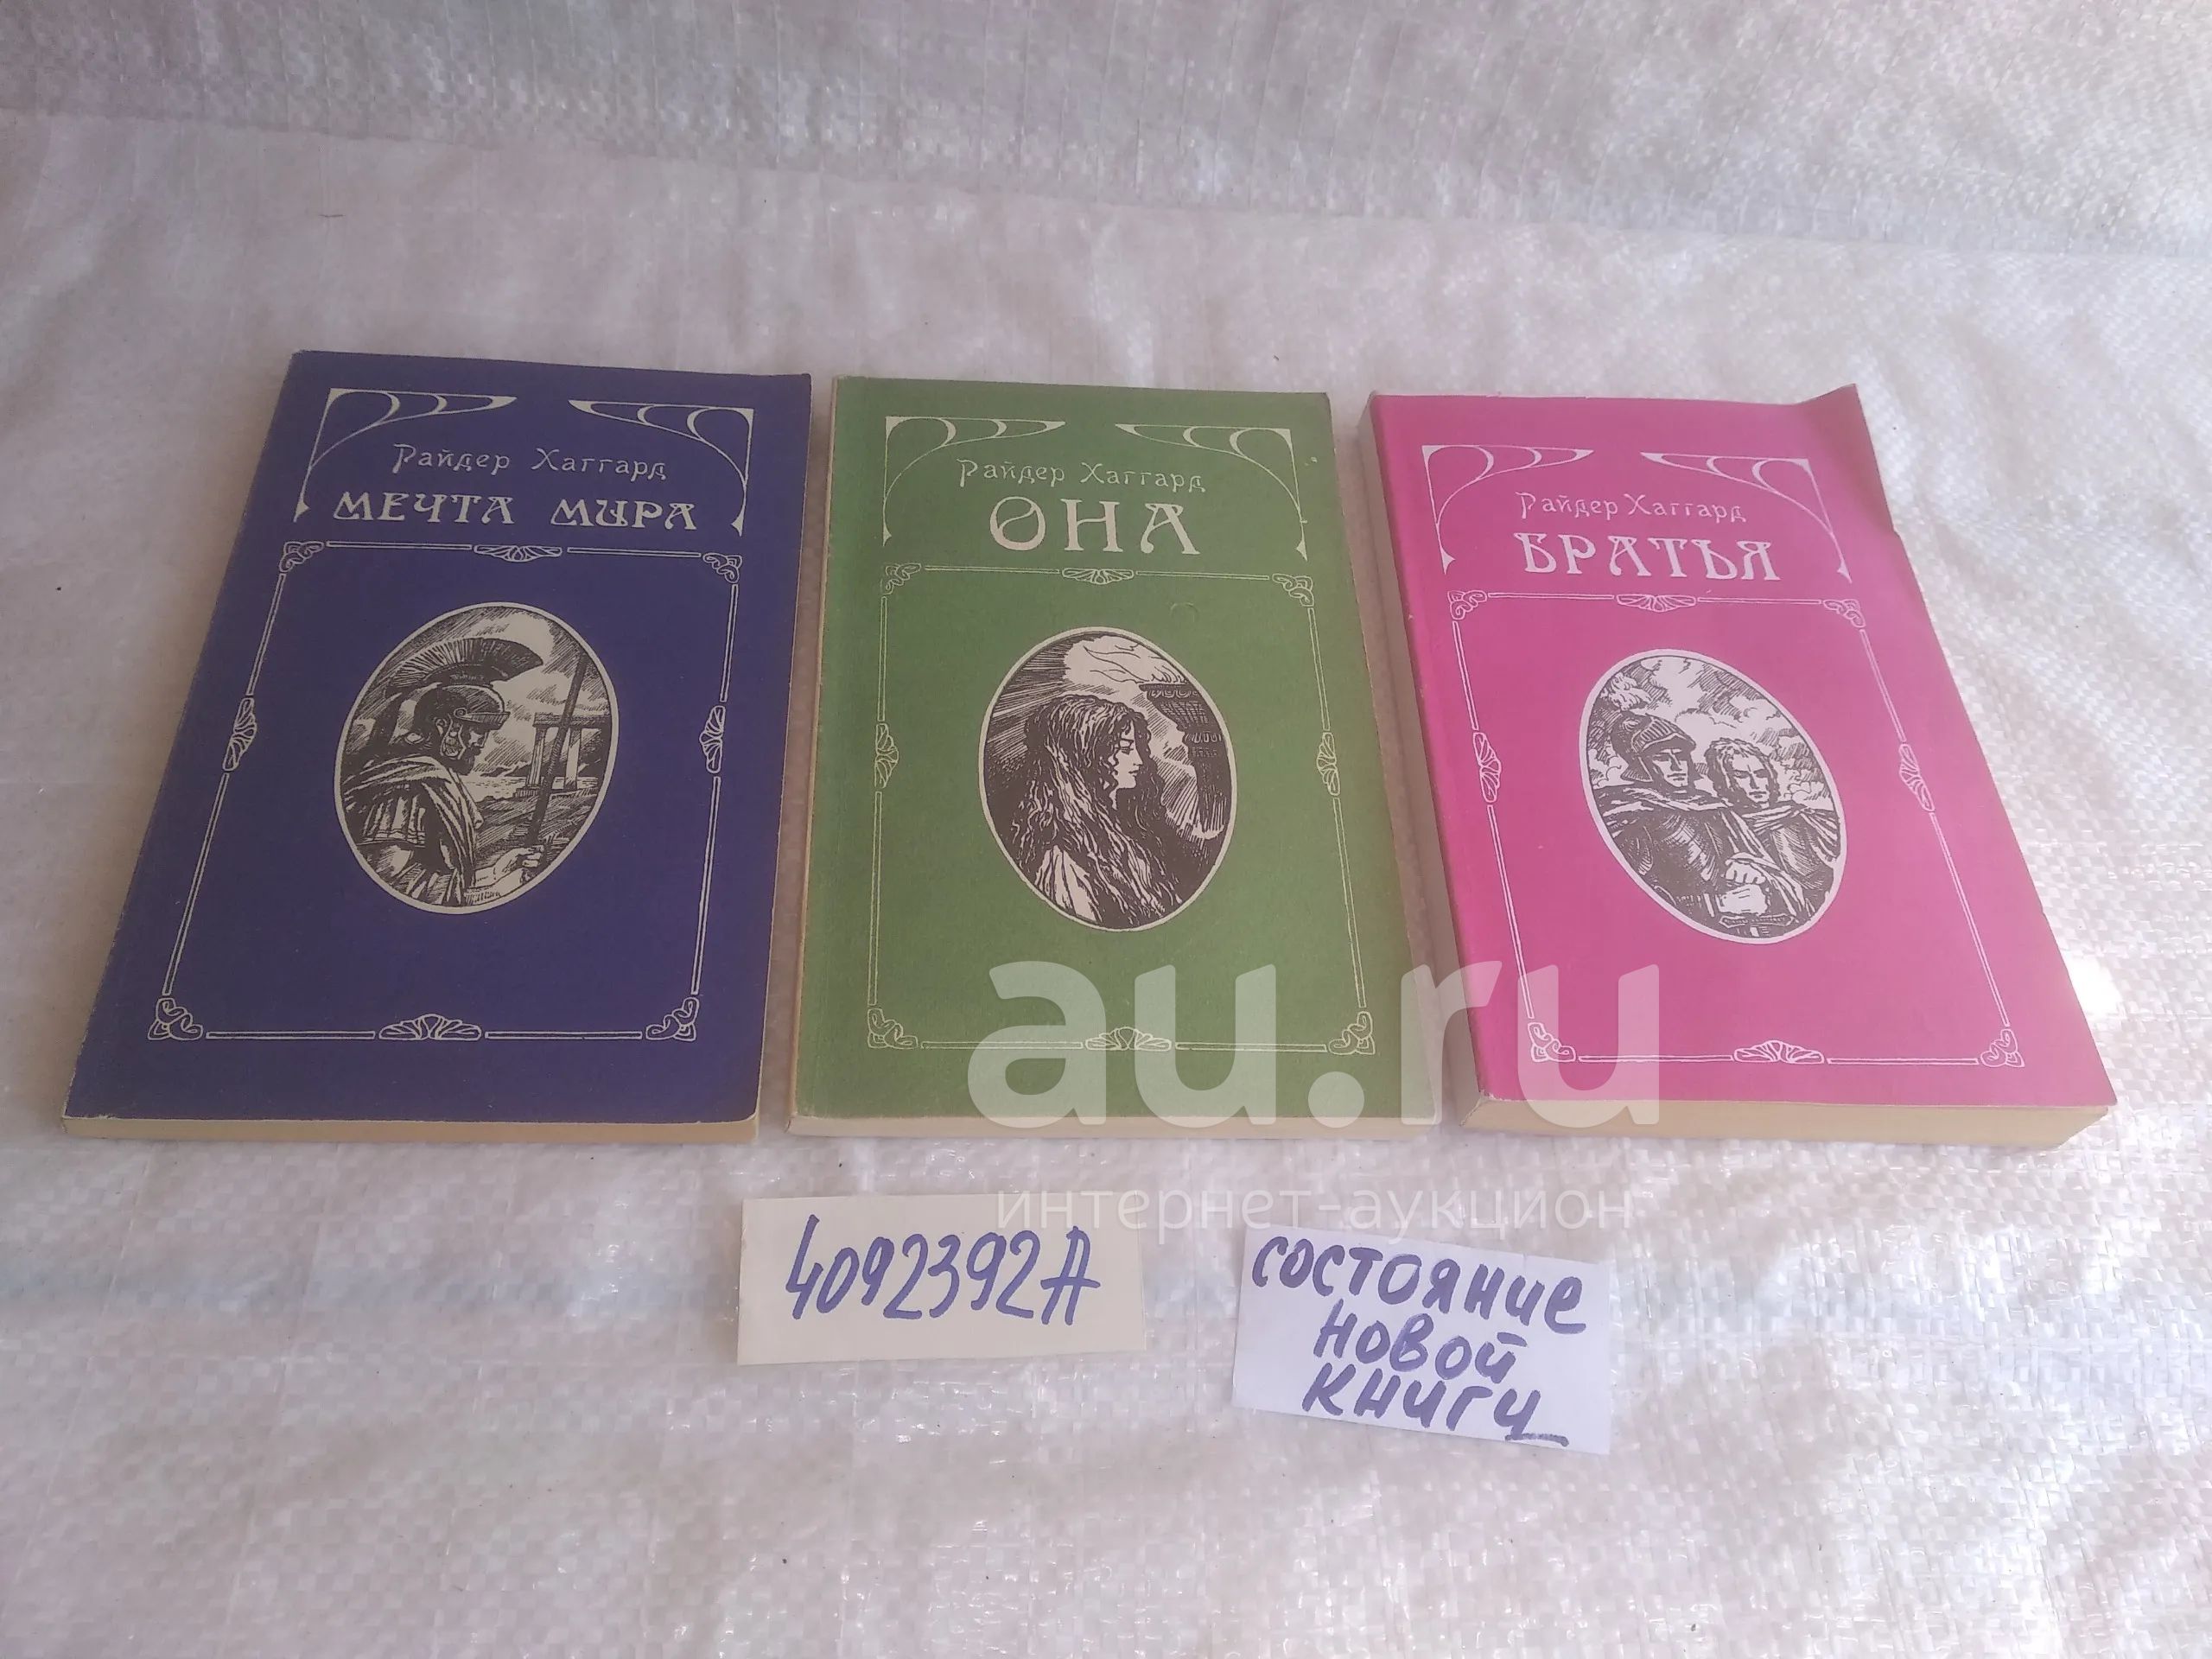 Райдер Хаггард
МЕЧТА МИРА
Райдер Хаггард
ОНА
Райдер Хаггард
БРАТЬЯ
au.ru
интернет-аукцион
4092392А
СОСТОЯНИЕ
НОВОЙ
КНИГИ